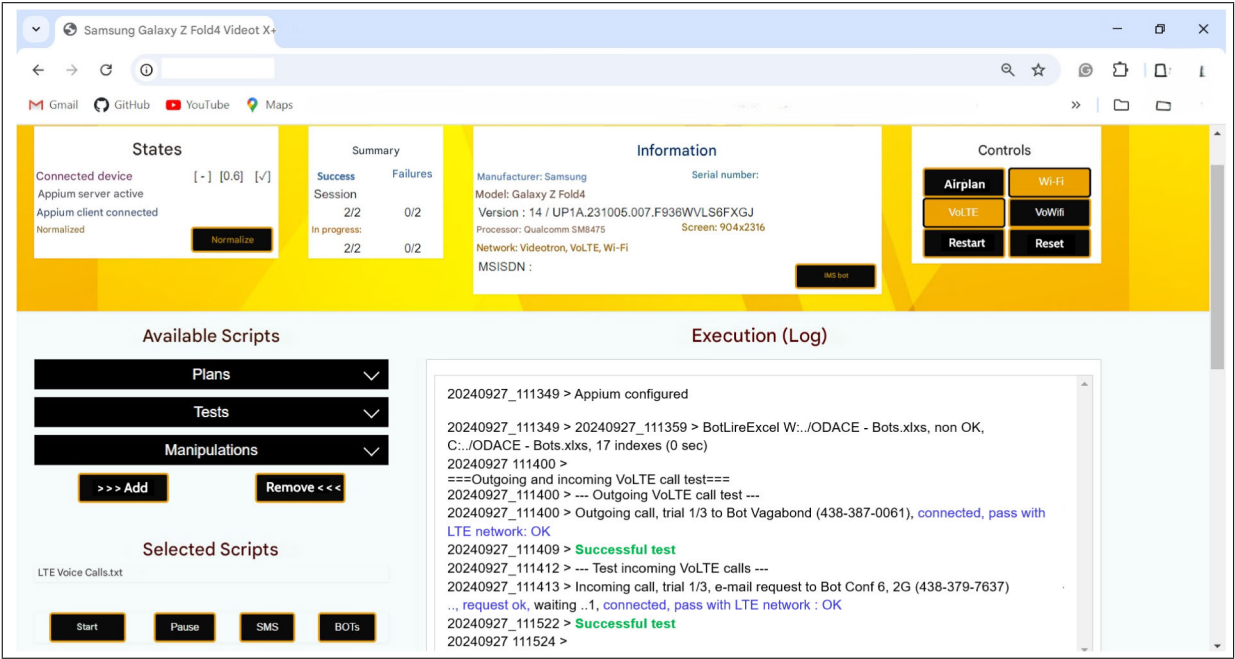 Samsung Galaxy Z Fold4 Videot X+
Gmail GitHub YouTube Maps
States
Connected device [-] [0.6] [√]
Appium server active
Appium client connected
Normalized
Normalize
Summary
Success Failures
Session
2/2 0/2
In progress:
2/2 0/2
Information
Manufacturer: Samsung Serial number:
Model: Galaxy Z Fold4
Version : 14 / UP1A.231005.007.F936WVLS6FXGJ
Processor: Qualcomm SM8475 Screen: 904x2316
Network: Videotron, VoLTE, Wi-Fi
MSISDN :
IMS bot
Controls
Airplan Wi-Fi
VoLTE VoWifi
Restart Reset
Available Scripts
Plans
Tests
Manipulations
>>> Add Remove <<<
Selected Scripts
LTE Voice Calls.txt
Start Pause SMS BOTs
Execution (Log)
20240927_111349 > Appium configured
20240927_111349 > 20240927_111359 > BotLireExcel W:../ODACE - Bots.xlxs, non OK,
C:../ODACE - Bots.xlxs, 17 indexes (0 sec)
20240927 111400 >
===Outgoing and incoming VoLTE call test===
20240927_111400 > --- Outgoing VoLTE call test ---
20240927_111400 > Outgoing call, trial 1/3 to Bot Vagabond (438-387-0061), connected, pass with
LTE network: OK
20240927_111409 > Successful test
20240927_111412 > --- Test incoming VoLTE calls ---
20240927_111413 > Incoming call, trial 1/3, e-mail request to Bot Conf 6, 2G (438-379-7637)
.., request ok, waiting ..1, connected, pass with LTE network : OK
20240927_111522 > Successful test
20240927 111524 >